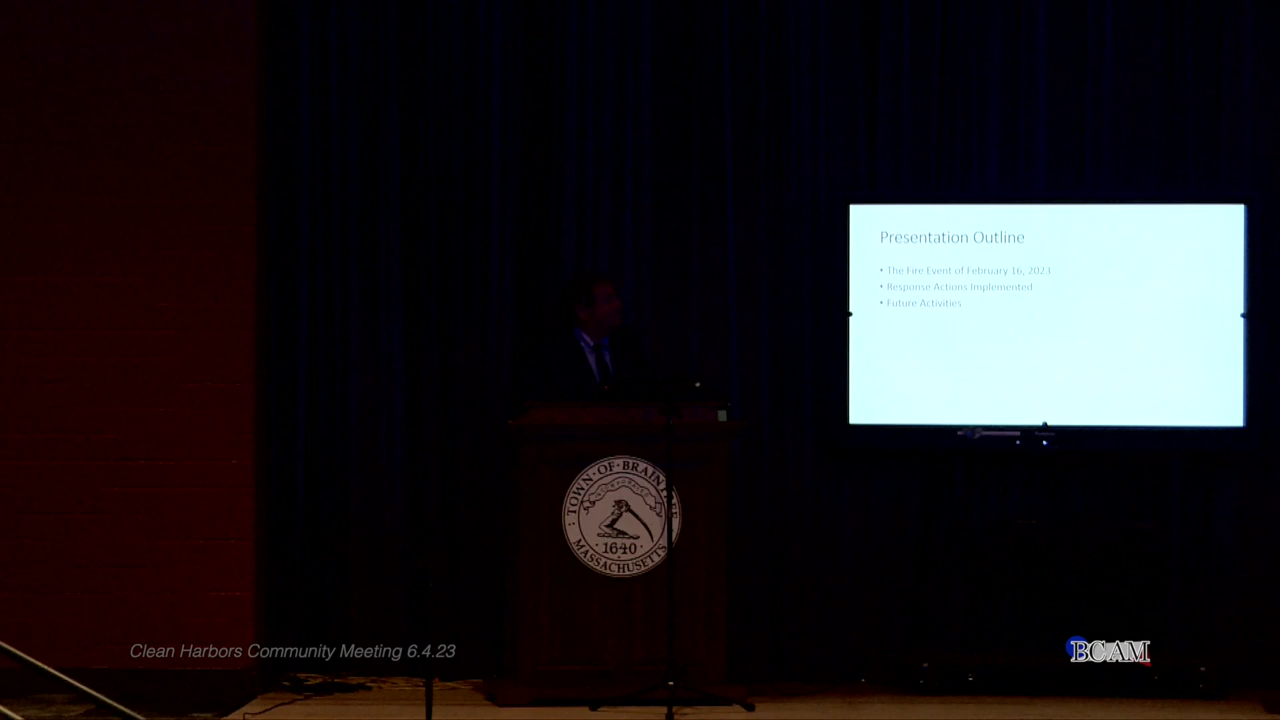 Presentation Outline
• The Fire Event of February 16, 2023
• Response Actions Implemented
• Future Activities
TOWN·OF·BRAIN
1640
MASSACHUSETTS
Clean Harbors Community Meeting 6.4.23
BCAM